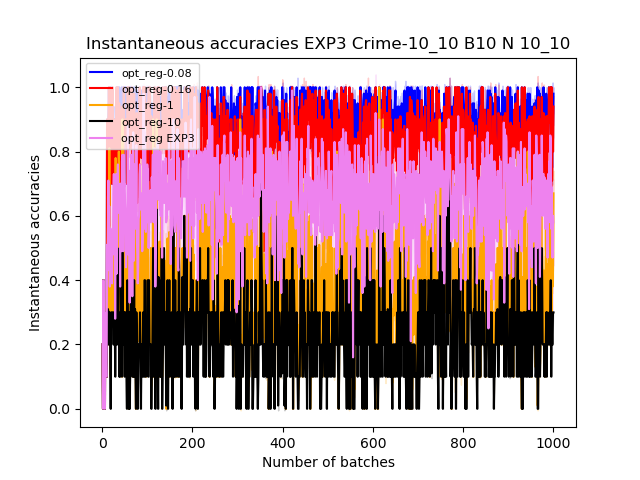 Instantaneous accuracies EXP3 Crime-10_10 B10 N 10_10
opt_reg-0.08
opt_reg-0.16
opt_reg-1
opt_reg-10
opt_reg EXP3
Instantaneous accuracies
1.0
0.8
0.6
0.4
0.2
0.0
0 200 400 600 800 1000
Number of batches